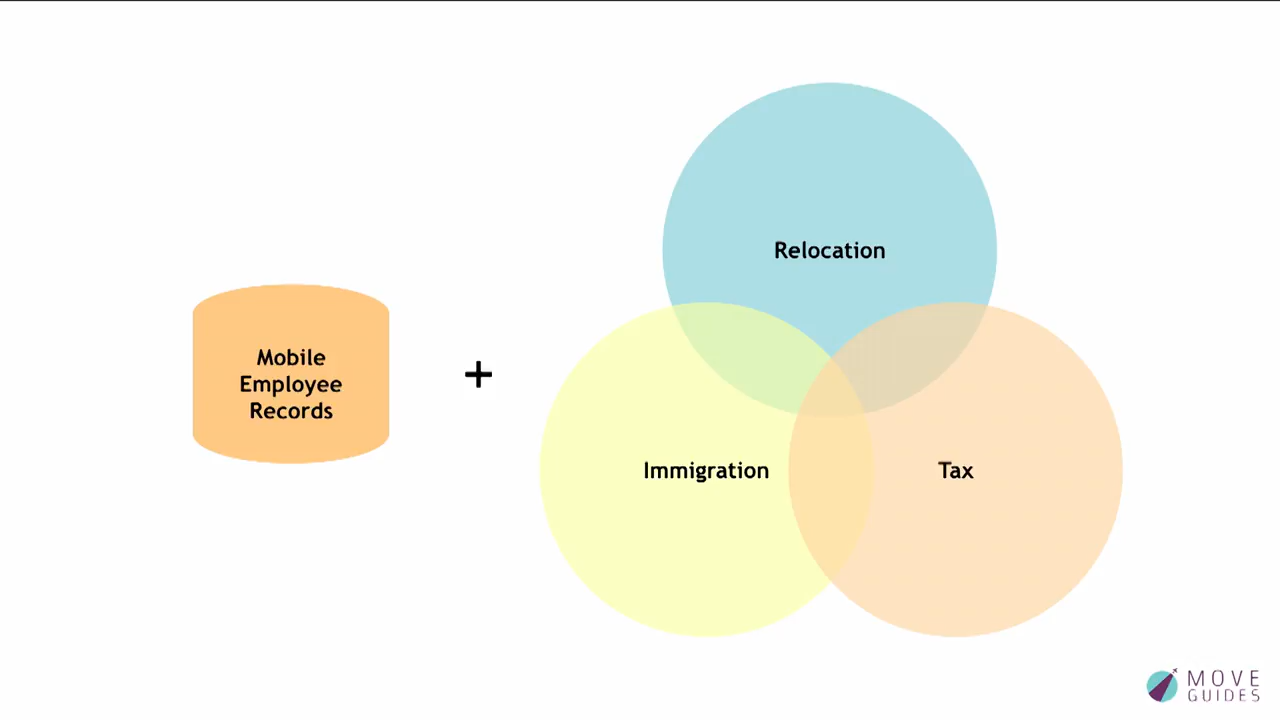 Relocation
Mobile
Employee
Records
+
Immigration
Tax
MOVE
GUIDES